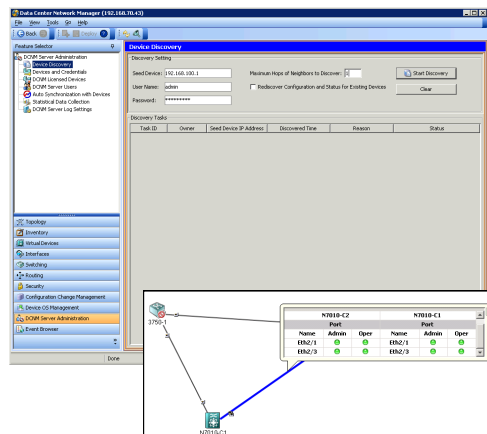 Data Center Network Manager (192.168.70.43)
File View Tools Go Help
Back Deploy
Feature Selector
Device Discovery
DCNM Server Administration
Device Discovery
Devices and Credentials
DCNM Licensed Devices
DCNM Server Users
Auto Synchronization with Devices
Statistical Data Collection
DCNM Server Log Settings
Discovery Setting
Seed Device: 192.168.100.1 Maximum Hops of Neighbors to Discover: Start Discovery
User Name: admin Rediscover Configuration and Status for Existing Devices Clear
Password: *********
Discovery Tasks
Task ID Owner Seed Device IP Address Discovered Time Reason Status
Topology
Inventory
Virtual Devices
Interfaces
Switching
Routing
Security
Configuration Change Management
Device OS Management
DCNM Server Administration
Event Browser
Done
3750-1
N7010-C2 N7010-C1
Port Port
Name Admin Oper Name Admin Oper
Eth2/1 Eth2/1
Eth2/3 Eth2/3
N7010-C1